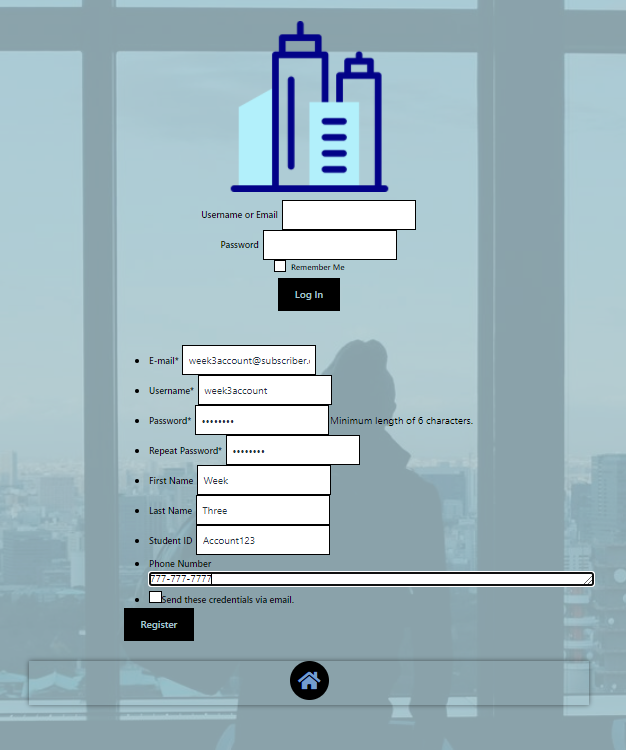 Username or Email
Password
Remember Me
Log In
E-mail* week3account@subscriber.
Username* week3account
Password* •••••••• Minimum length of 6 characters.
Repeat Password* ••••••••
First Name Week
Last Name Three
Student ID Account123
Phone Number
777-777-7777
Send these credentials via email.
Register